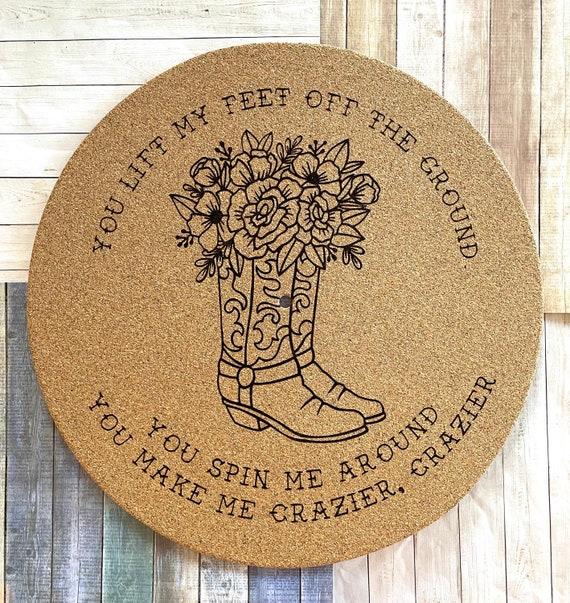 YOU LIFT MY FEET OFF THE GROUND
YOU SPIN ME AROUND
YOU MAKE ME CRAZIER, CRAZIER